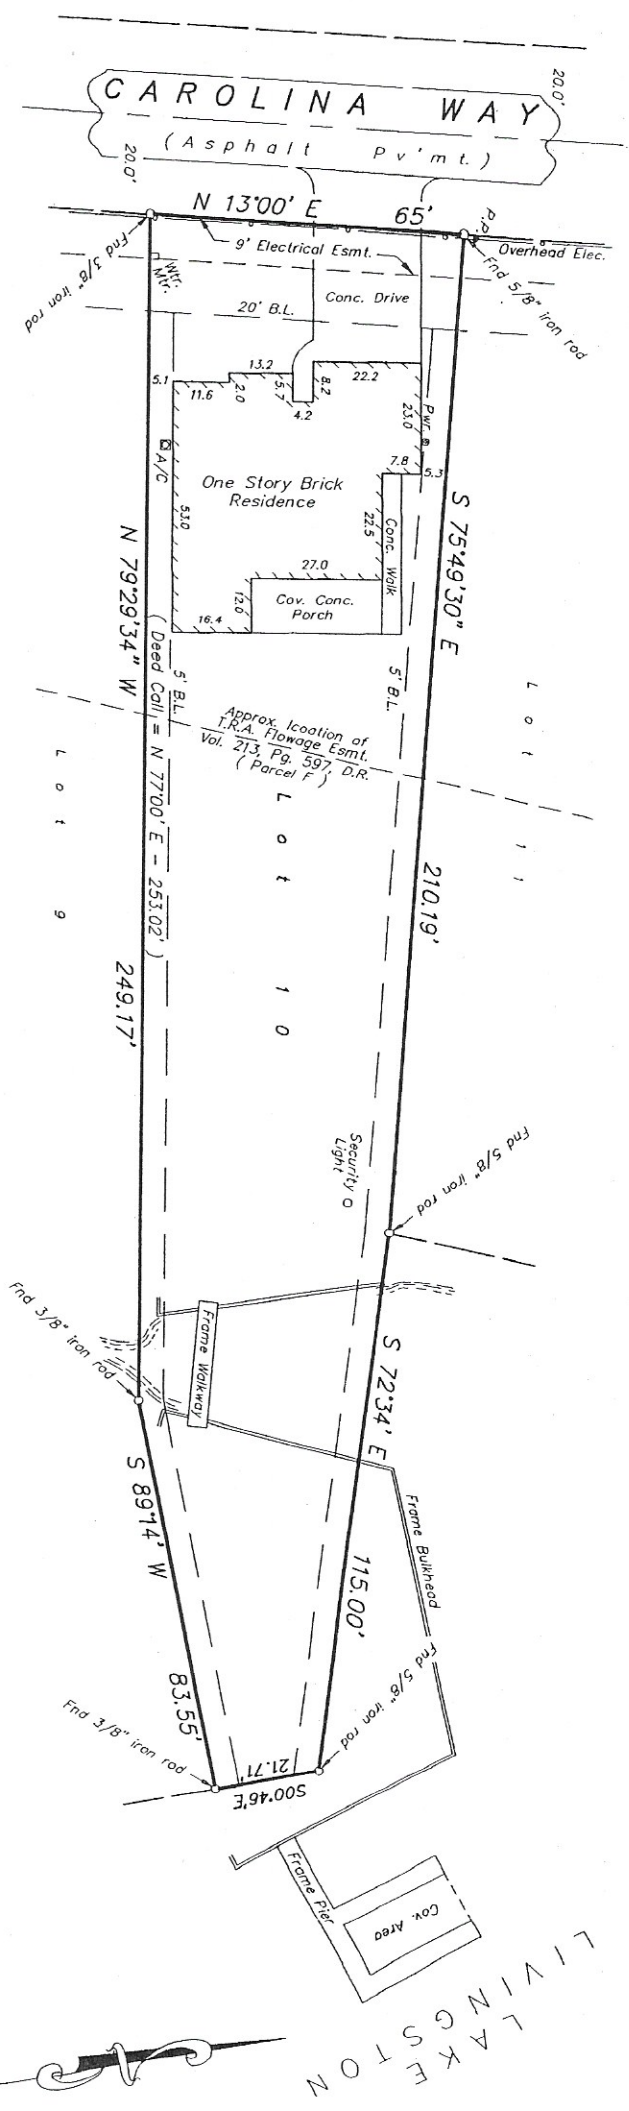 CAROLINA WAY
(Asphalt Pv'mt.)
20.0'
20.0'
N 13°00' E 65'
P.P.
9' Electrical Esmt.
Overhead Elec.
Fnd 3/8" iron rod
Fnd 5/8" iron rod
Wtr.
Mtr.
Conc. Drive
20' B.L.
13.2
22.2
8.2
5.7
4.2
2.0
11.6
5.1
23.0
Pwr.
7.8
5.3
A/C
One Story Brick
Residence
53.0
22.5
Conc. Walk
27.0
12.0
Cov. Conc.
Porch
16.4
S 75°49'30" E
210.19'
N 79°29'34" W
249.17'
(Deed Call = N 77°00' E - 253.02')
5' B.L.
5' B.L.
Approx. lcoation of
T.R.A. Flowage Esmt.
Vol. 213, Pg. 597, D.R.
( Parcel F )
Lot 11
Lot 9
Lot 10
Security
Light
Fnd 5/8" iron rod
Frame Walkway
Fnd 3/8" iron rod
S 72°34' E
115.00'
Frame Bulkhead
S 89°14' W
83.55'
Fnd 5/8" iron rod
Fnd 3/8" iron rod
21.71'
S00°46'E
Frame Pier
Cov. Area
LAKE
LIVINGSTON
N